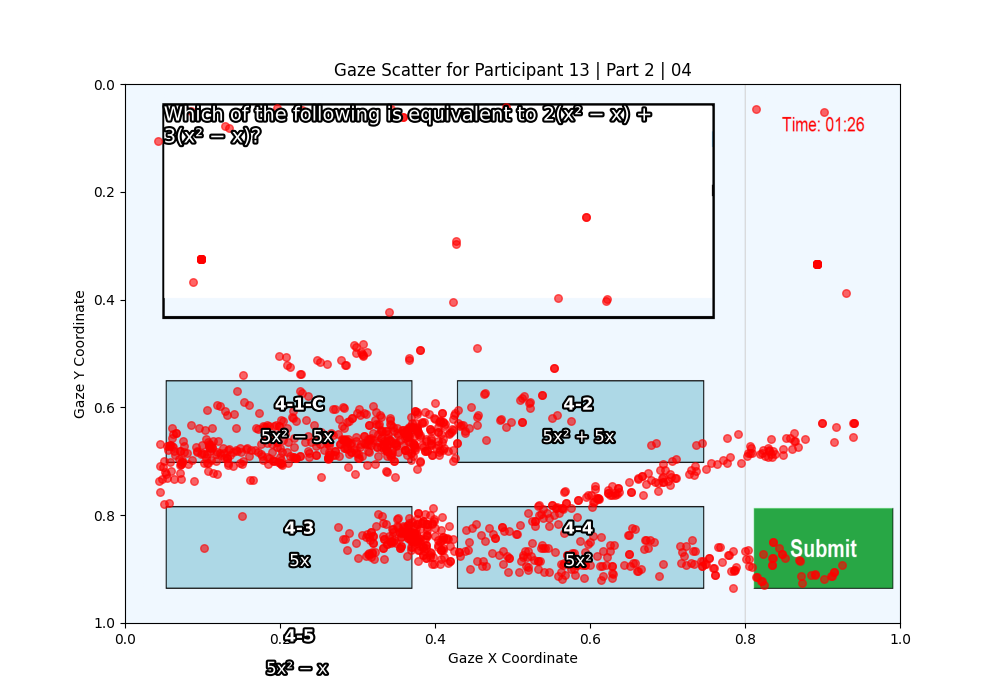 Gaze Scatter for Participant 13 | Part 2 | 04
Which of the following is equivalent to 2(x² − x) +
3(x² − x)?
Time: 01:26
4-1-C
5x² − 5x
4-2
5x² + 5x
4-3
5x
4-4
5x²
Submit
4-5
5x² − x
Gaze Y Coordinate
0.0
0.2
0.4
0.6
0.8
1.0
0.0
0.2
0.4
0.6
0.8
1.0
Gaze X Coordinate